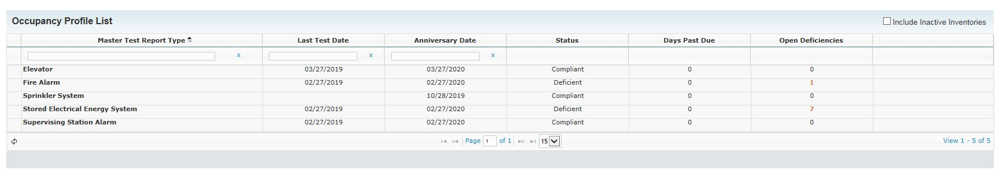 Occupancy Profile List
Include Inactive Inventories
Master Test Report Type Last Test Date Anniversary Date Status Days Past Due Open Deficiencies
x x x
Elevator 03/27/2019 03/27/2020 Compliant 0 0
Fire Alarm 02/27/2019 02/27/2020 Deficient 0 1
Sprinkler System 10/28/2019 Compliant 0 0
Stored Electrical Energy System 02/27/2019 02/27/2020 Deficient 0 7
Supervising Station Alarm 02/27/2019 02/27/2020 Compliant 0 0
Page 1 of 1 15 View 1 - 5 of 5